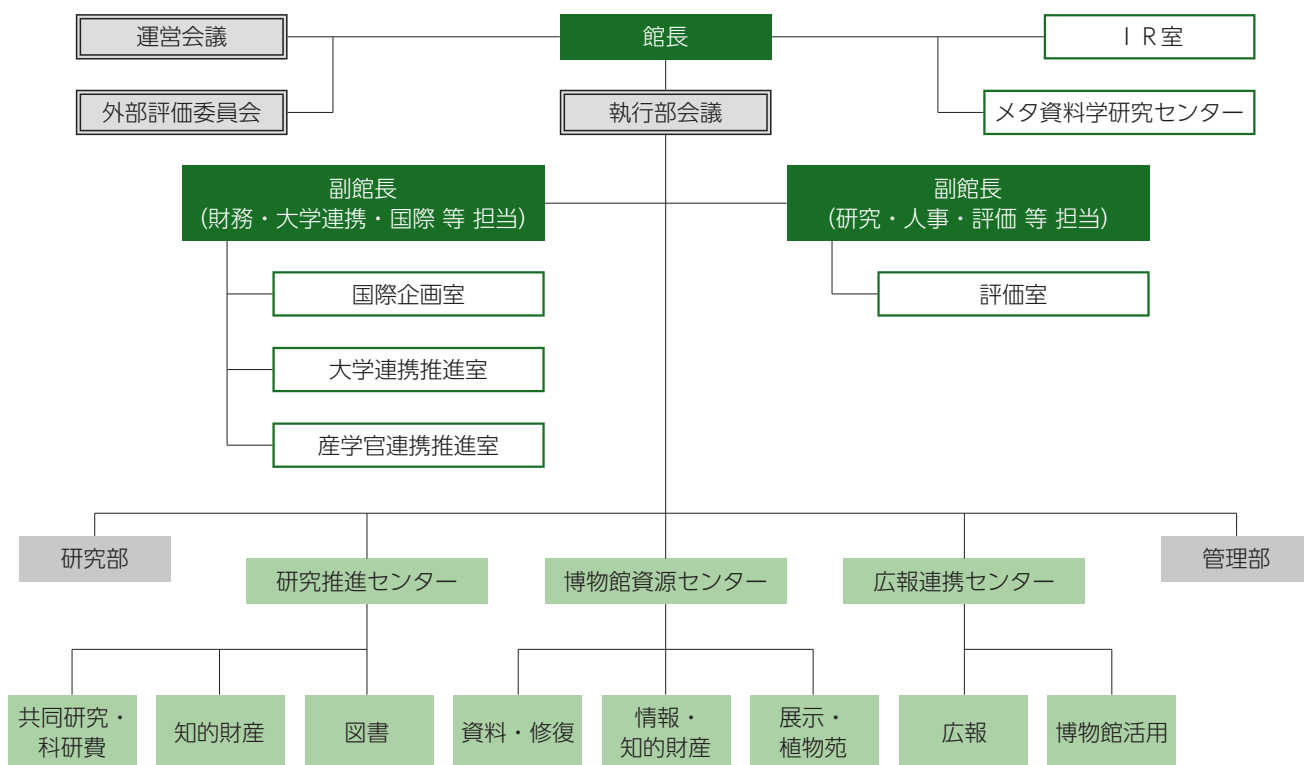 運営会議
館長
ＩＲ室
外部評価委員会
執行部会議
メタ資料学研究センター
副館長
（財務・大学連携・国際 等 担当）
副館長
（研究・人事・評価 等 担当）
国際企画室
評価室
大学連携推進室
産学官連携推進室
研究部
管理部
研究推進センター
博物館資源センター
広報連携センター
共同研究・
科研費
知的財産
図書
資料・修復
情報・
知的財産
展示・
植物苑
広報
博物館活用